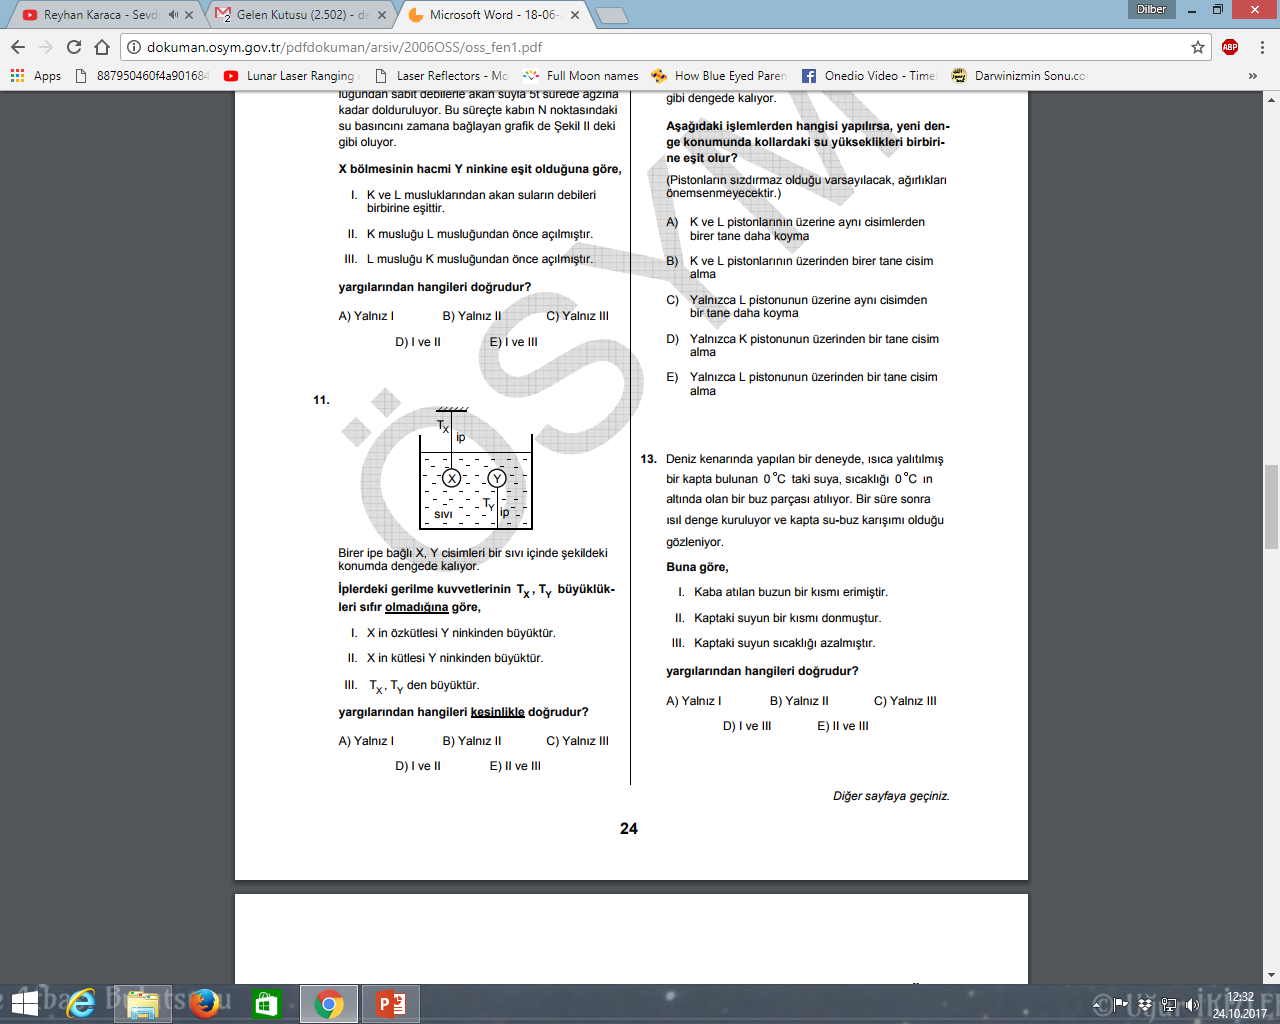 Reyhan Karaca - Sevd
Gelen Kutusu (2.502) - de
Microsoft Word - 18-06-
Dilber
dokuman.osym.gov.tr/pdfdokuman/arsiv/2006OSS/oss_fen1.pdf
ABP
Apps
887950460f4a901684
Lunar Laser Ranging
Laser Reflectors - Mo
Full Moon names
How Blue Eyed Paren
Onedio Video - Timel
Darwinizmin Sonu.co
»
luğundan sabit debilerle akan suyla 5t sürede ağzına
kadar dolduruluyor. Bu süreçte kabın N noktasındaki
su basıncını zamana bağlayan grafik de Şekil II deki
gibi oluyor.
X bölmesinin hacmi Y ninkine eşit olduğuna göre,
I. K ve L musluklarından akan suların debileri
birbirine eşittir.
II. K musluğu L musluğundan önce açılmıştır.
III. L musluğu K musluğundan önce açılmıştır.
yargılarından hangileri doğrudur?
A) Yalnız I B) Yalnız II C) Yalnız III
D) I ve II E) I ve III
11.
TX
ip
X
Y
TY
ip
sıvı
Birer ipe bağlı X, Y cisimleri bir sıvı içinde şekildeki
konumda dengede kalıyor.
İplerdeki gerilme kuvvetlerinin TX , TY büyüklük-
leri sıfır olmadığına göre,
I. X in özkütlesi Y ninkinden büyüktür.
II. X in kütlesi Y ninkinden büyüktür.
III. TX , TY den büyüktür.
yargılarından hangileri kesinlikle doğrudur?
A) Yalnız I B) Yalnız II C) Yalnız III
D) I ve II E) II ve III
gibi dengede kalıyor.
Aşağıdaki işlemlerden hangisi yapılırsa, yeni den-
ge konumunda kollardaki su yükseklikleri birbiri-
ne eşit olur?
(Pistonların sızdırmaz olduğu varsayılacak, ağırlıkları
önemsenmeyecektir.)
A) K ve L pistonlarının üzerine aynı cisimlerden
birer tane daha koyma
B) K ve L pistonlarının üzerinden birer tane cisim
alma
C) Yalnızca L pistonunun üzerine aynı cisimden
bir tane daha koyma
D) Yalnızca K pistonunun üzerinden bir tane cisim
alma
E) Yalnızca L pistonunun üzerinden bir tane cisim
alma
13. Deniz kenarında yapılan bir deneyde, ısıca yalıtılmış
bir kapta bulunan 0 °C taki suya, sıcaklığı 0 °C ın
altında olan bir buz parçası atılıyor. Bir süre sonra
ısıl denge kuruluyor ve kapta su-buz karışımı olduğu
gözleniyor.
Buna göre,
I. Kaba atılan buzun bir kısmı erimiştir.
II. Kaptaki suyun bir kısmı donmuştur.
III. Kaptaki suyun sıcaklığı azalmıştır.
yargılarından hangileri doğrudur?
A) Yalnız I B) Yalnız II C) Yalnız III
D) I ve III E) II ve III
Diğer sayfaya geçiniz.
24
ÖSYM
12:32
24.10.2017